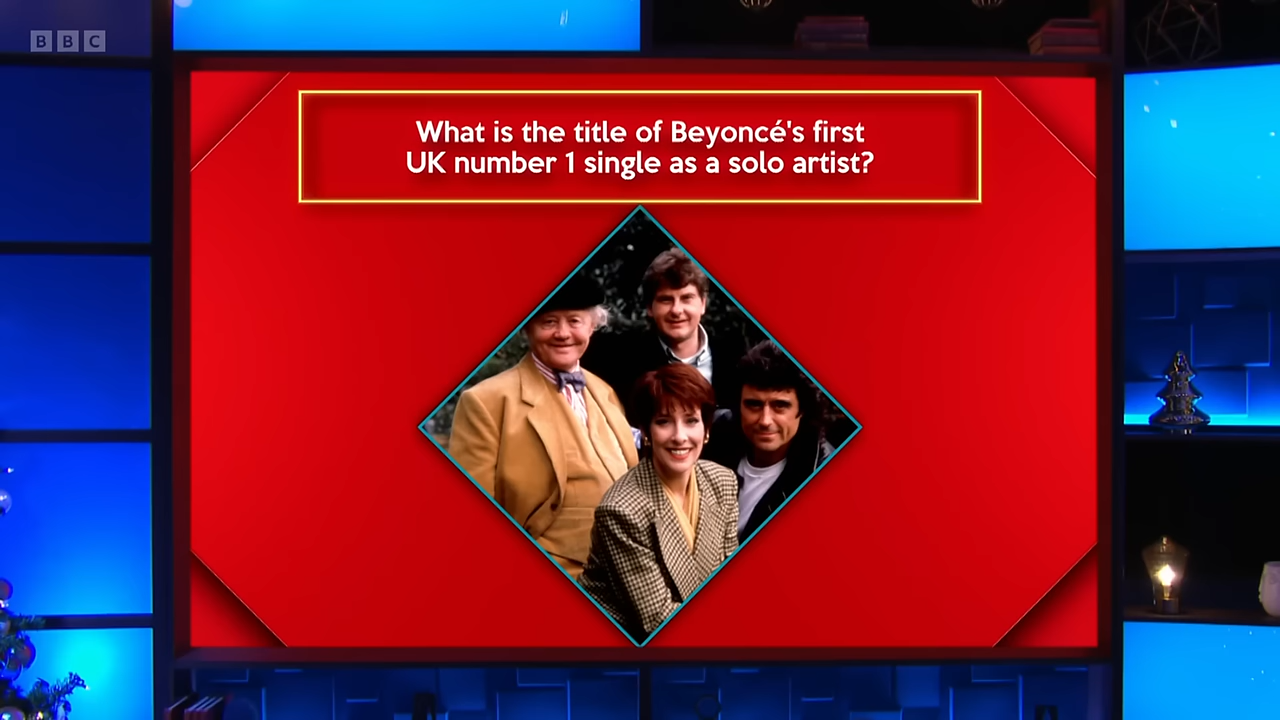 BBC
What is the title of Beyoncé's first
UK number 1 single as a solo artist?